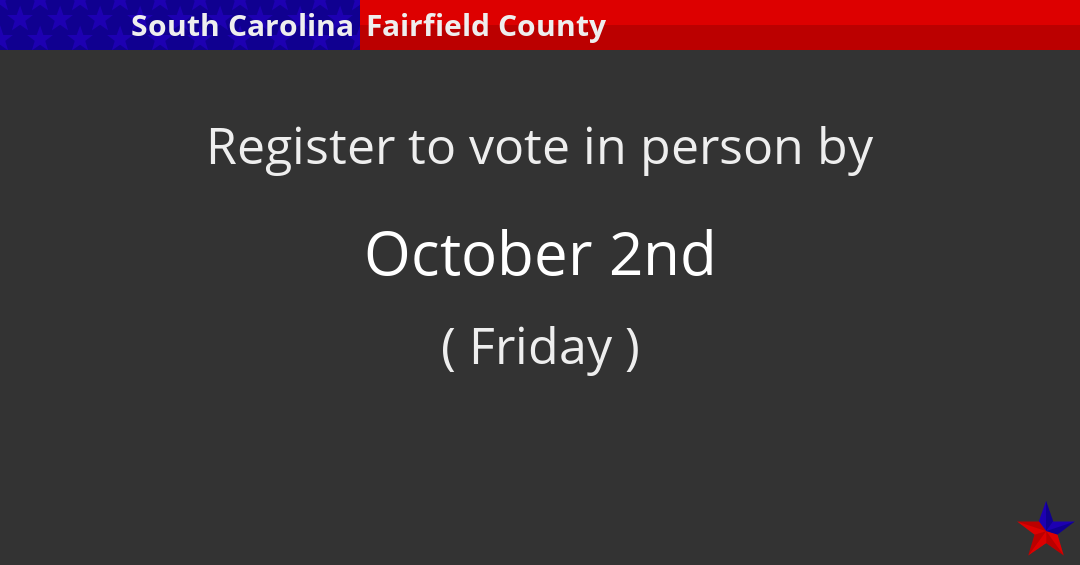 South Carolina Fairfield County
Register to vote in person by
October 2nd
( Friday )